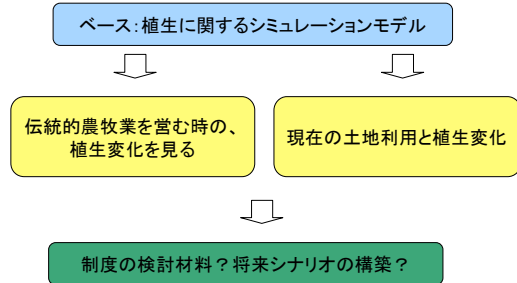 ベース：植生に関するシミュレーションモデル
伝統的農牧業を営む時の、
植生変化を見る
現在の土地利用と植生変化
制度の検討材料？将来シナリオの構築？